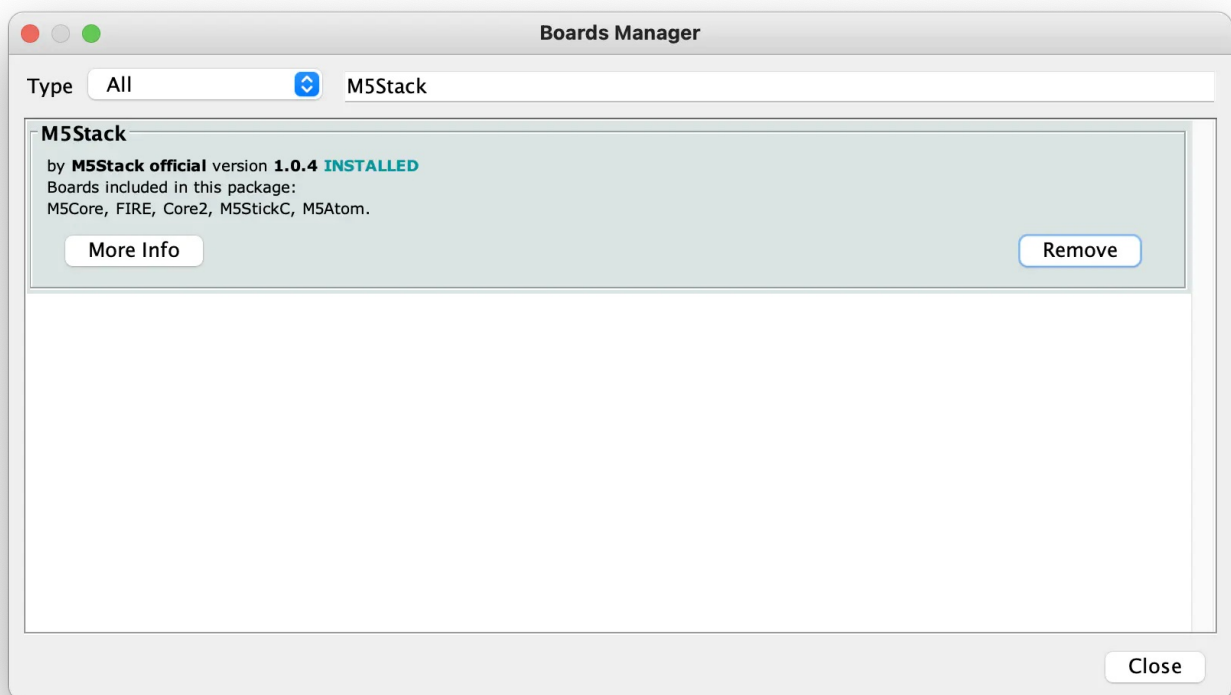 Boards Manager
Type All M5Stack
M5Stack
by M5Stack official version 1.0.4 INSTALLED
Boards included in this package:
M5Core, FIRE, Core2, M5StickC, M5Atom.
More Info Remove
Close